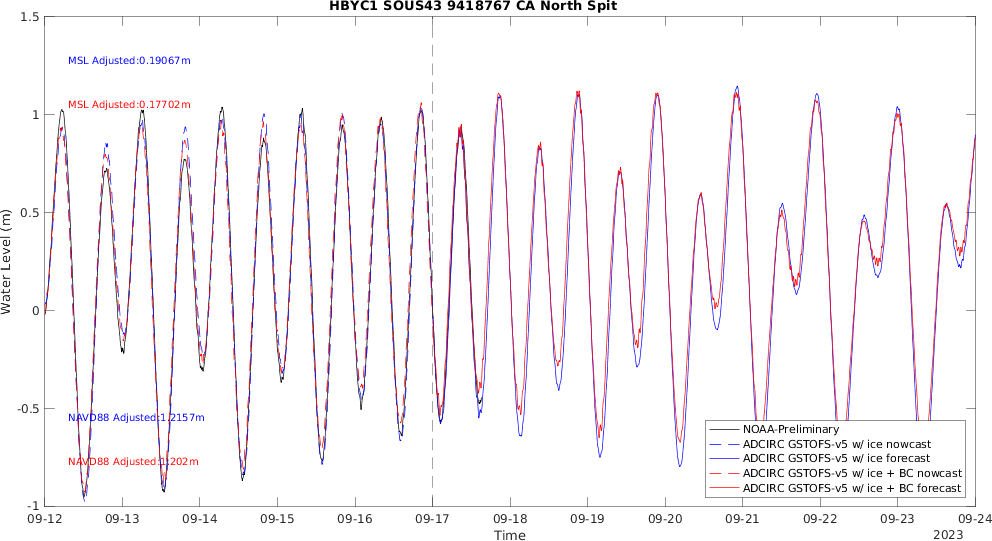 HBYC1 SOUS43 9418767 CA North Spit
1.5
MSL Adjusted:0.19067m
MSL Adjusted:0.17702m
1
0.5
Water Level (m)
0
-0.5
NAVD88 Adjusted:1.2157m
NAVD88 Adjusted:1.202m
NOAA-Preliminary
ADCIRC GSTOFS-v5 w/ ice nowcast
ADCIRC GSTOFS-v5 w/ ice forecast
ADCIRC GSTOFS-v5 w/ ice + BC nowcast
ADCIRC GSTOFS-v5 w/ ice + BC forecast
-1
09-12 09-13 09-14 09-15 09-16 09-17 09-18 09-19 09-20 09-21 09-22 09-23 09-24
Time
2023